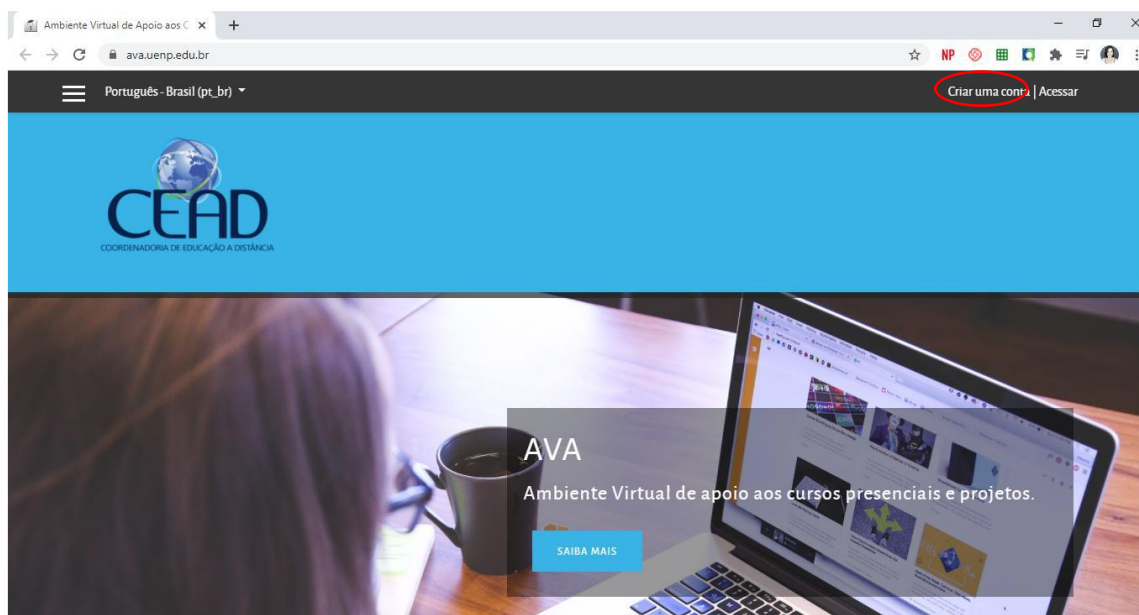 Ambiente Virtual de Apoio aos C
ava.uenp.edu.br
NP
Português - Brasil (pt_br)
Criar uma conta | Acessar
CEAD
COORDENADORIA DE EDUCAÇÃO A DISTÂNCIA
AVA
Ambiente Virtual de apoio aos cursos presenciais e projetos.
SAIBA MAIS